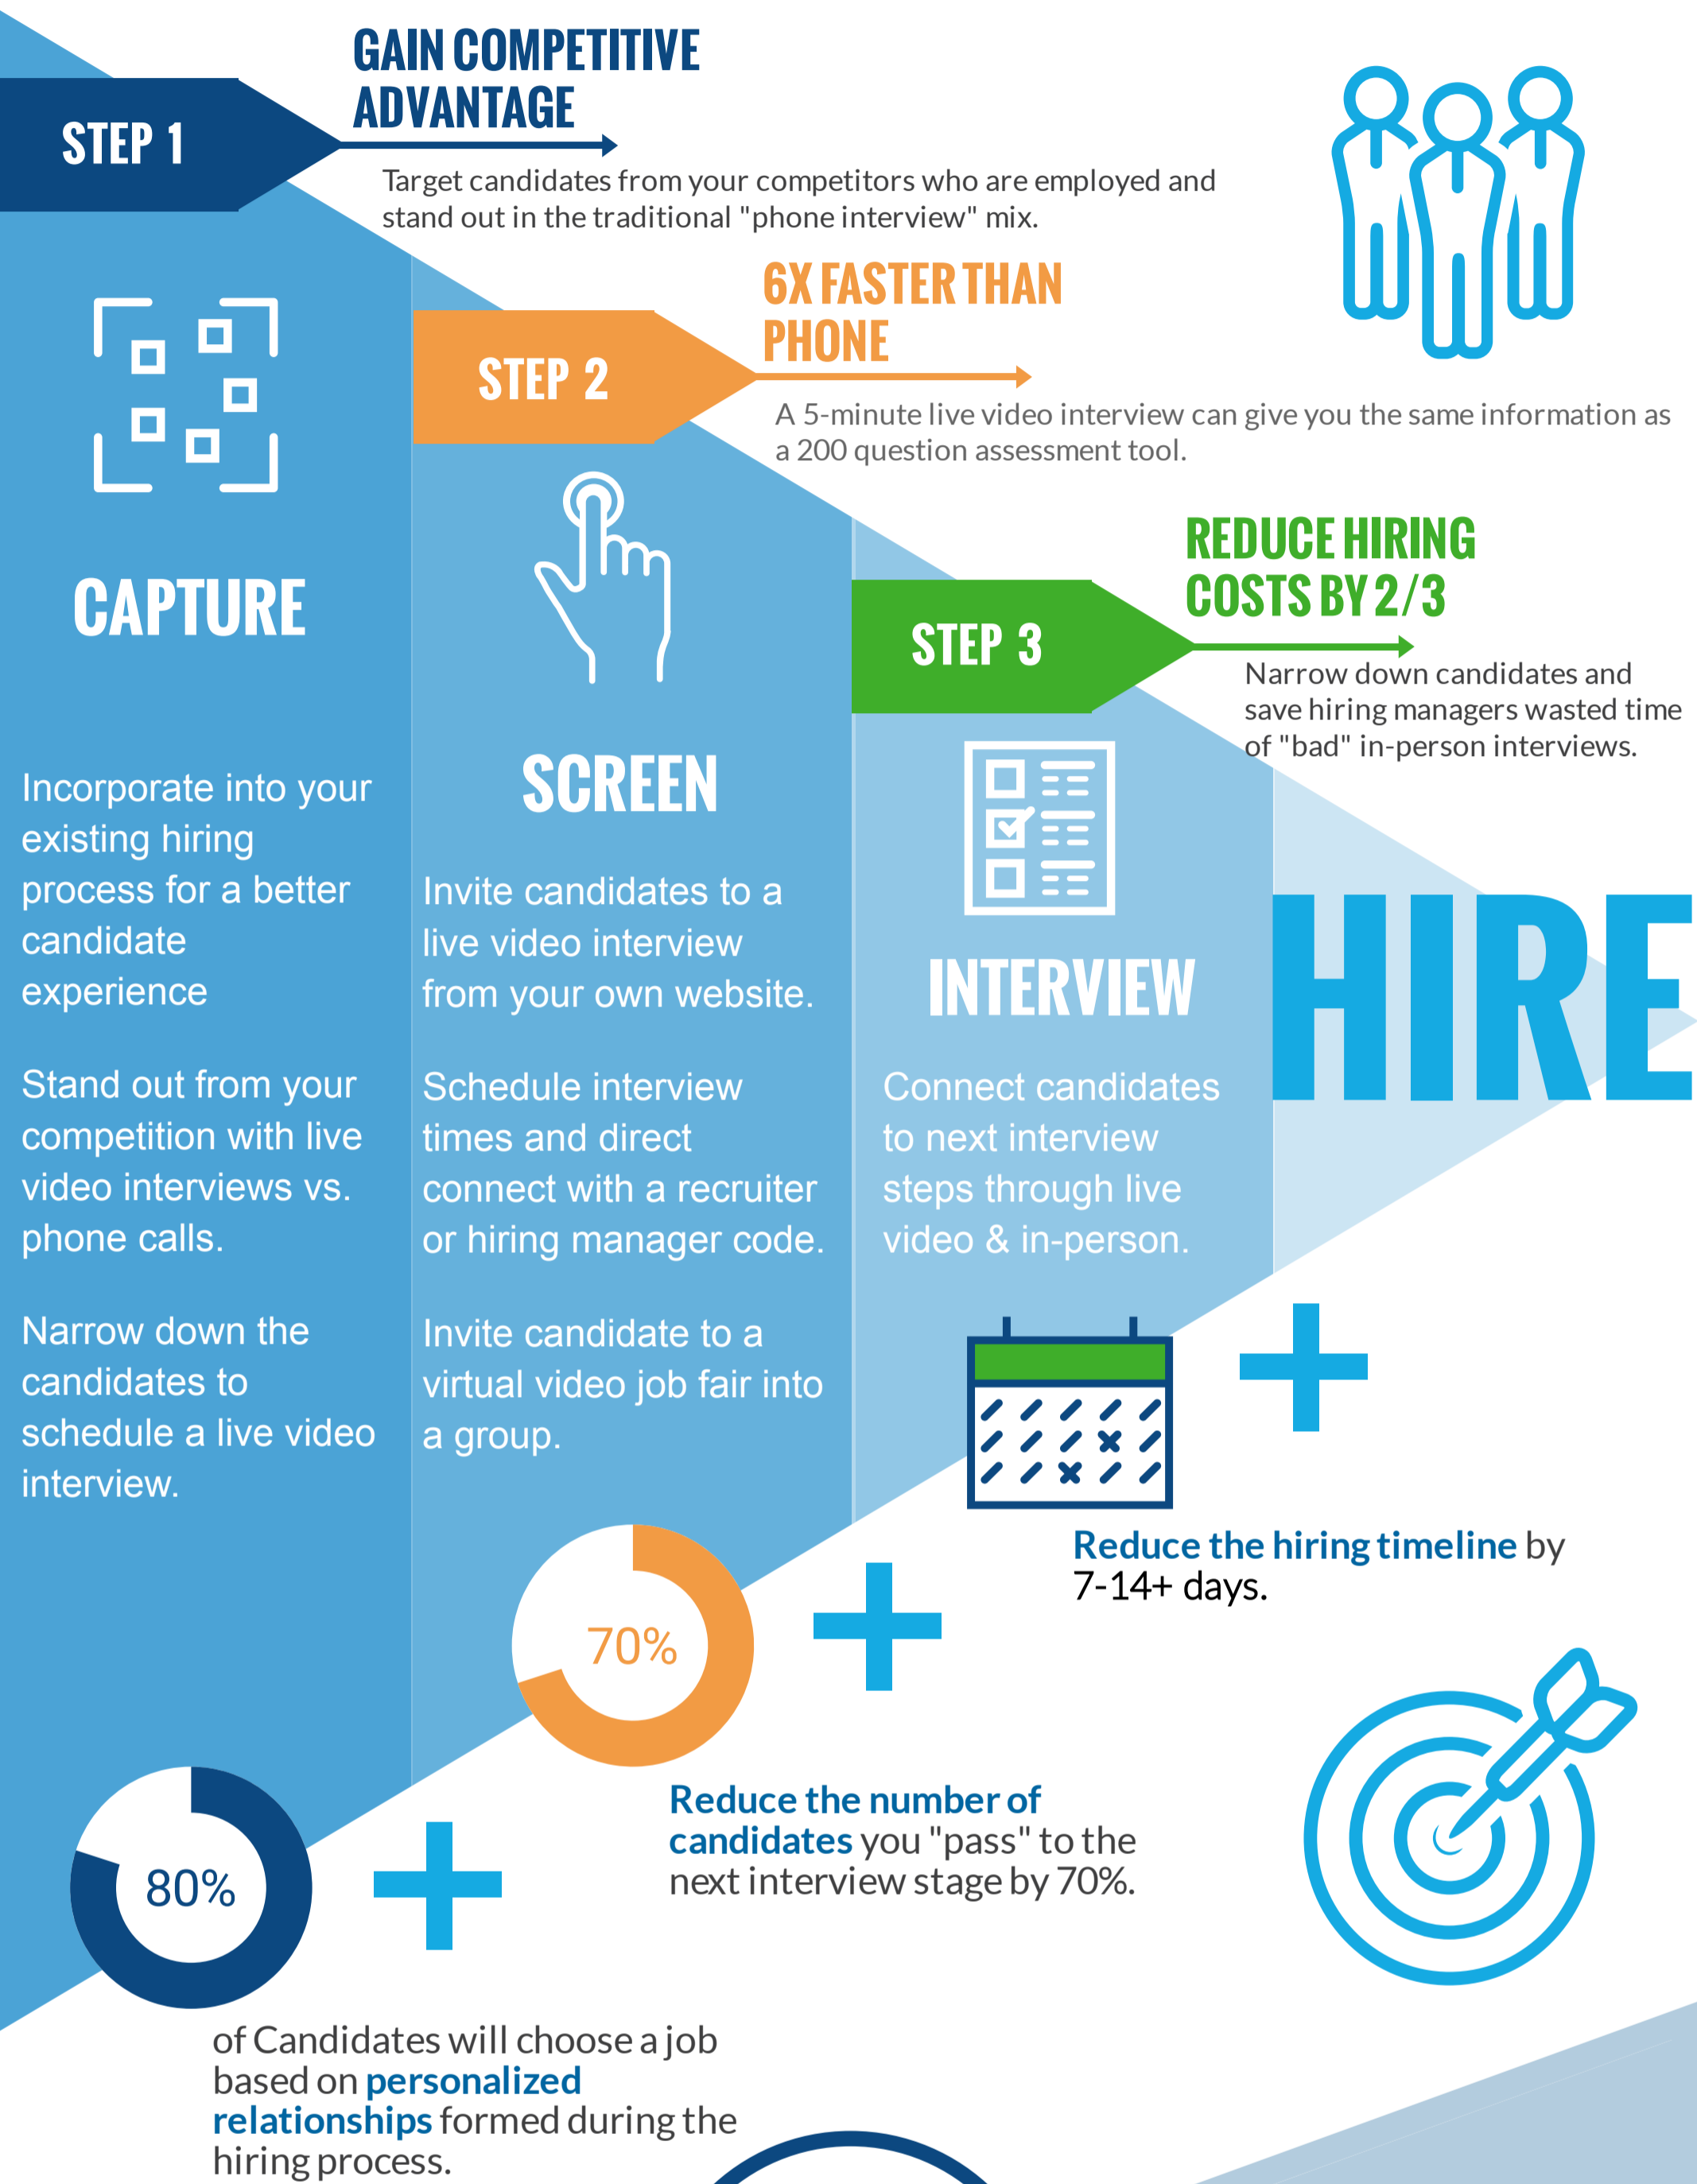 GAIN COMPETITIVE
ADVANTAGE
STEP 1
Target candidates from your competitors who are employed and
stand out in the traditional "phone interview" mix.
6X FASTER THAN
PHONE
STEP 2
A 5-minute live video interview can give you the same information as
a 200 question assessment tool.
REDUCE HIRING
COSTS BY 2/3
STEP 3
Narrow down candidates and
save hiring managers wasted time
of "bad" in-person interviews.
CAPTURE
Incorporate into your
existing hiring
process for a better
candidate
experience
Stand out from your
competition with live
video interviews vs.
phone calls.
Narrow down the
candidates to
schedule a live video
interview.
SCREEN
Invite candidates to a
live video interview
from your own website.
Schedule interview
times and direct
connect with a recruiter
or hiring manager code.
Invite candidate to a
virtual video job fair into
a group.
INTERVIEW
Connect candidates
to next interview
steps through live
video & in-person.
HIRE
Reduce the hiring timeline by
7-14+ days.
70%
Reduce the number of
candidates you "pass" to the
next interview stage by 70%.
80%
of Candidates will choose a job
based on personalized
relationships formed during the
hiring process.